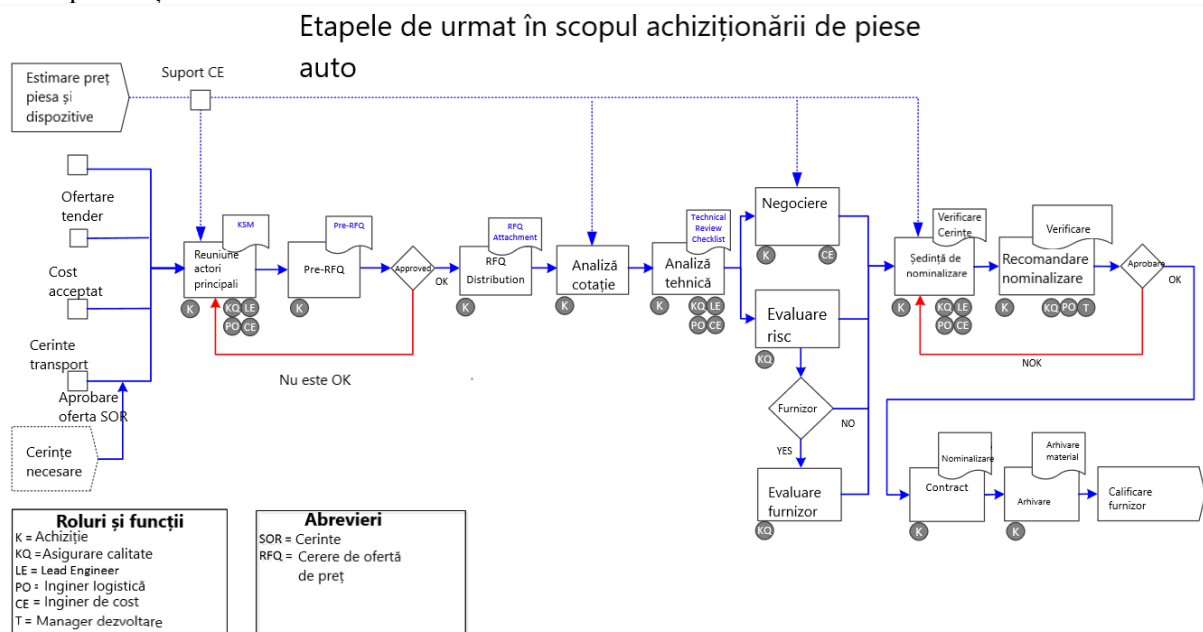 Etapele de urmat în scopul achiziționării de piese
auto
Estimare preț
piesa și
dispozitive
Suport CE
Ofertare
tender
Cost
acceptat
Cerinte
transport
Aprobare
oferta SOR
Cerințe
necesare
KSM
Reuniune
actori
principali
K
KQ LE
PO CE
Pre-RFQ
Pre-RFQ
K
Approved
OK
Nu este OK
RFQ
Attachment
RFQ
Distribution
K
Analiză
cotație
K
Technical
Review
Checklist
Analiză
tehnică
K
KQ LE
PO CE
Negociere
K
CE
Evaluare
risc
KQ
Furnizor
NO
YES
Evaluare
furnizor
KQ
Verificare
Cerințe
Ședință de
nominalizare
K
KQ LE
PO CE
Verificare
Recomandare
nominalizare
K
KQ PO T
Aprobare
OK
NOK
Nominalizare
Contract
K
Arhivare
material
Arhivare
K
Calificare
furnizor
Roluri și funcții
K = Achiziție
KQ =Asigurare calitate
LE = Lead Engineer
PO = Inginer logistică
CE = Inginer de cost
T = Manager dezvoltare
Abrevieri
SOR = Cerinte
RFQ = Cerere de ofertă
de preț